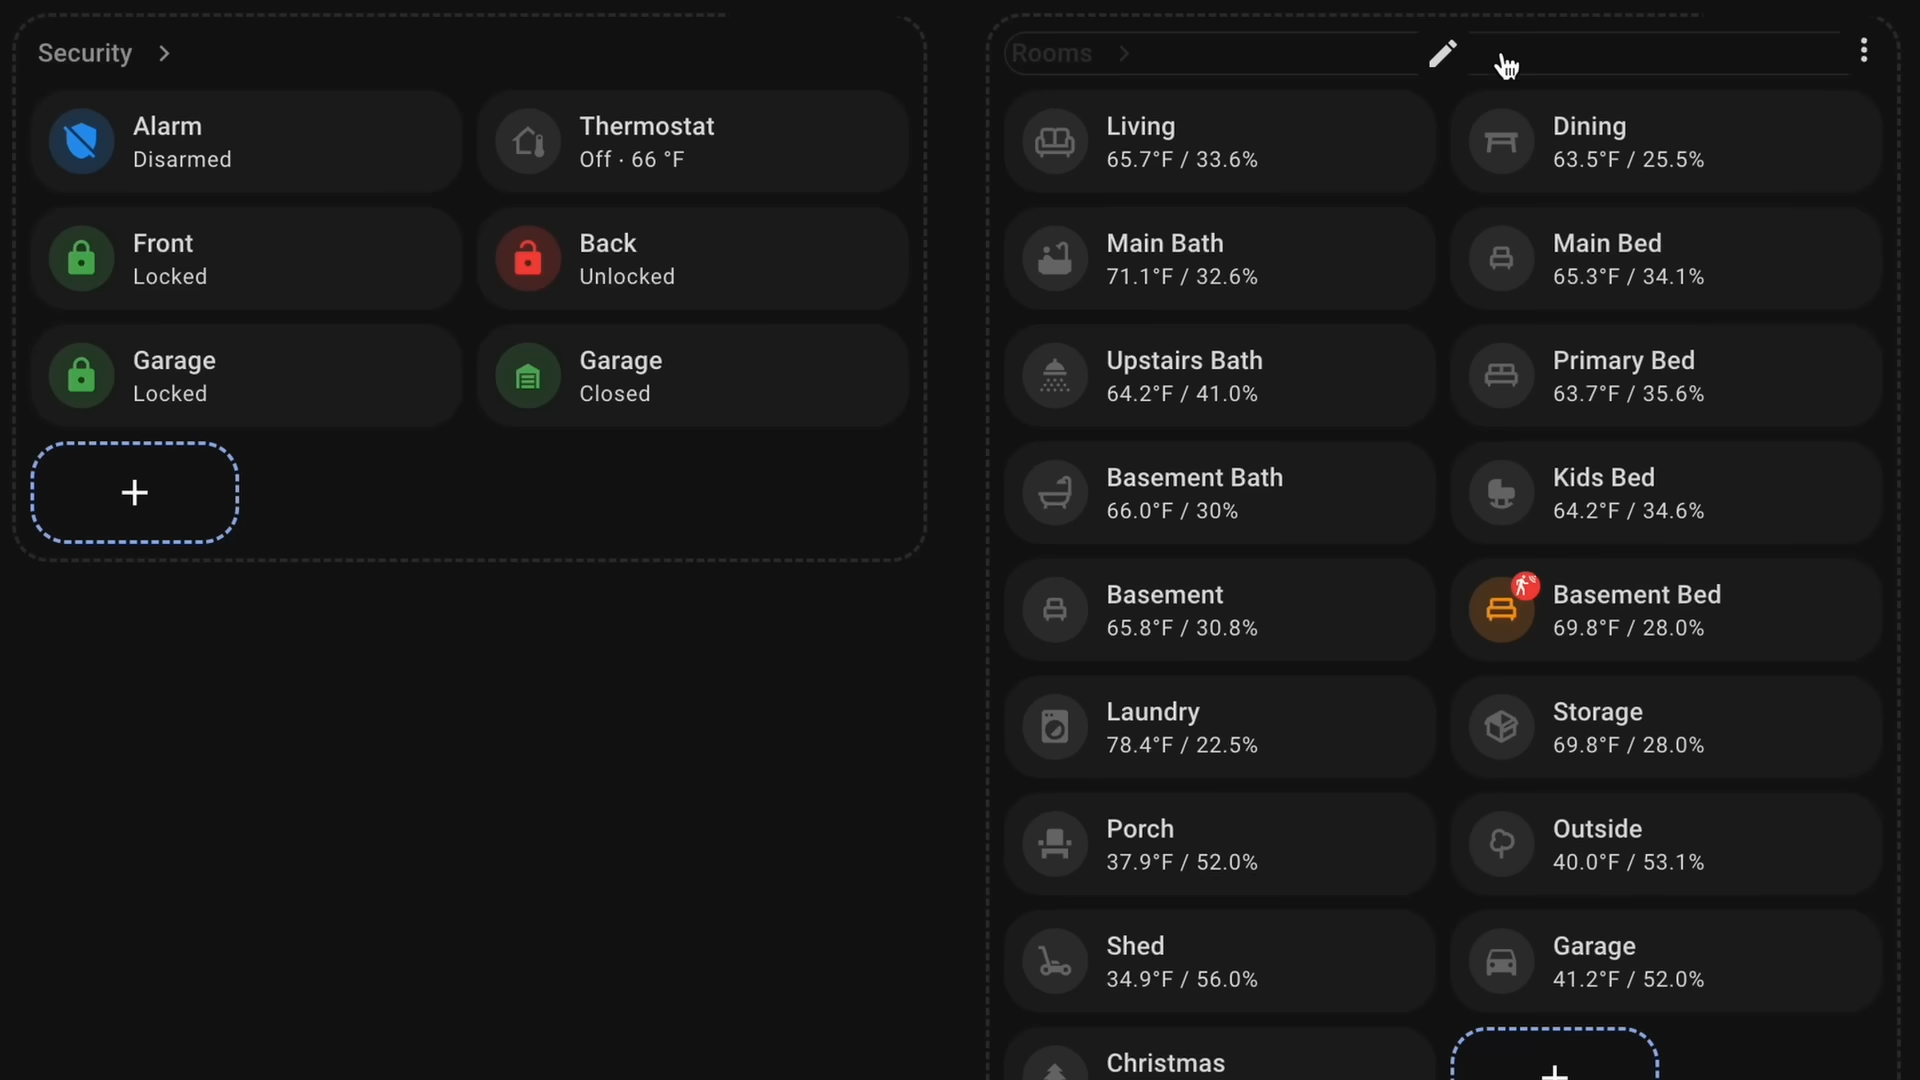 Security
Alarm
Disarmed
Thermostat
Off · 66 °F
Front
Locked
Back
Unlocked
Garage
Locked
Garage
Closed
Rooms
Living
65.7°F / 33.6%
Dining
63.5°F / 25.5%
Main Bath
71.1°F / 32.6%
Main Bed
65.3°F / 34.1%
Upstairs Bath
64.2°F / 41.0%
Primary Bed
63.7°F / 35.6%
Basement Bath
66.0°F / 30%
Kids Bed
64.2°F / 34.6%
Basement
65.8°F / 30.8%
Basement Bed
69.8°F / 28.0%
Laundry
78.4°F / 22.5%
Storage
69.8°F / 28.0%
Porch
37.9°F / 52.0%
Outside
40.0°F / 53.1%
Shed
34.9°F / 56.0%
Garage
41.2°F / 52.0%
Christmas